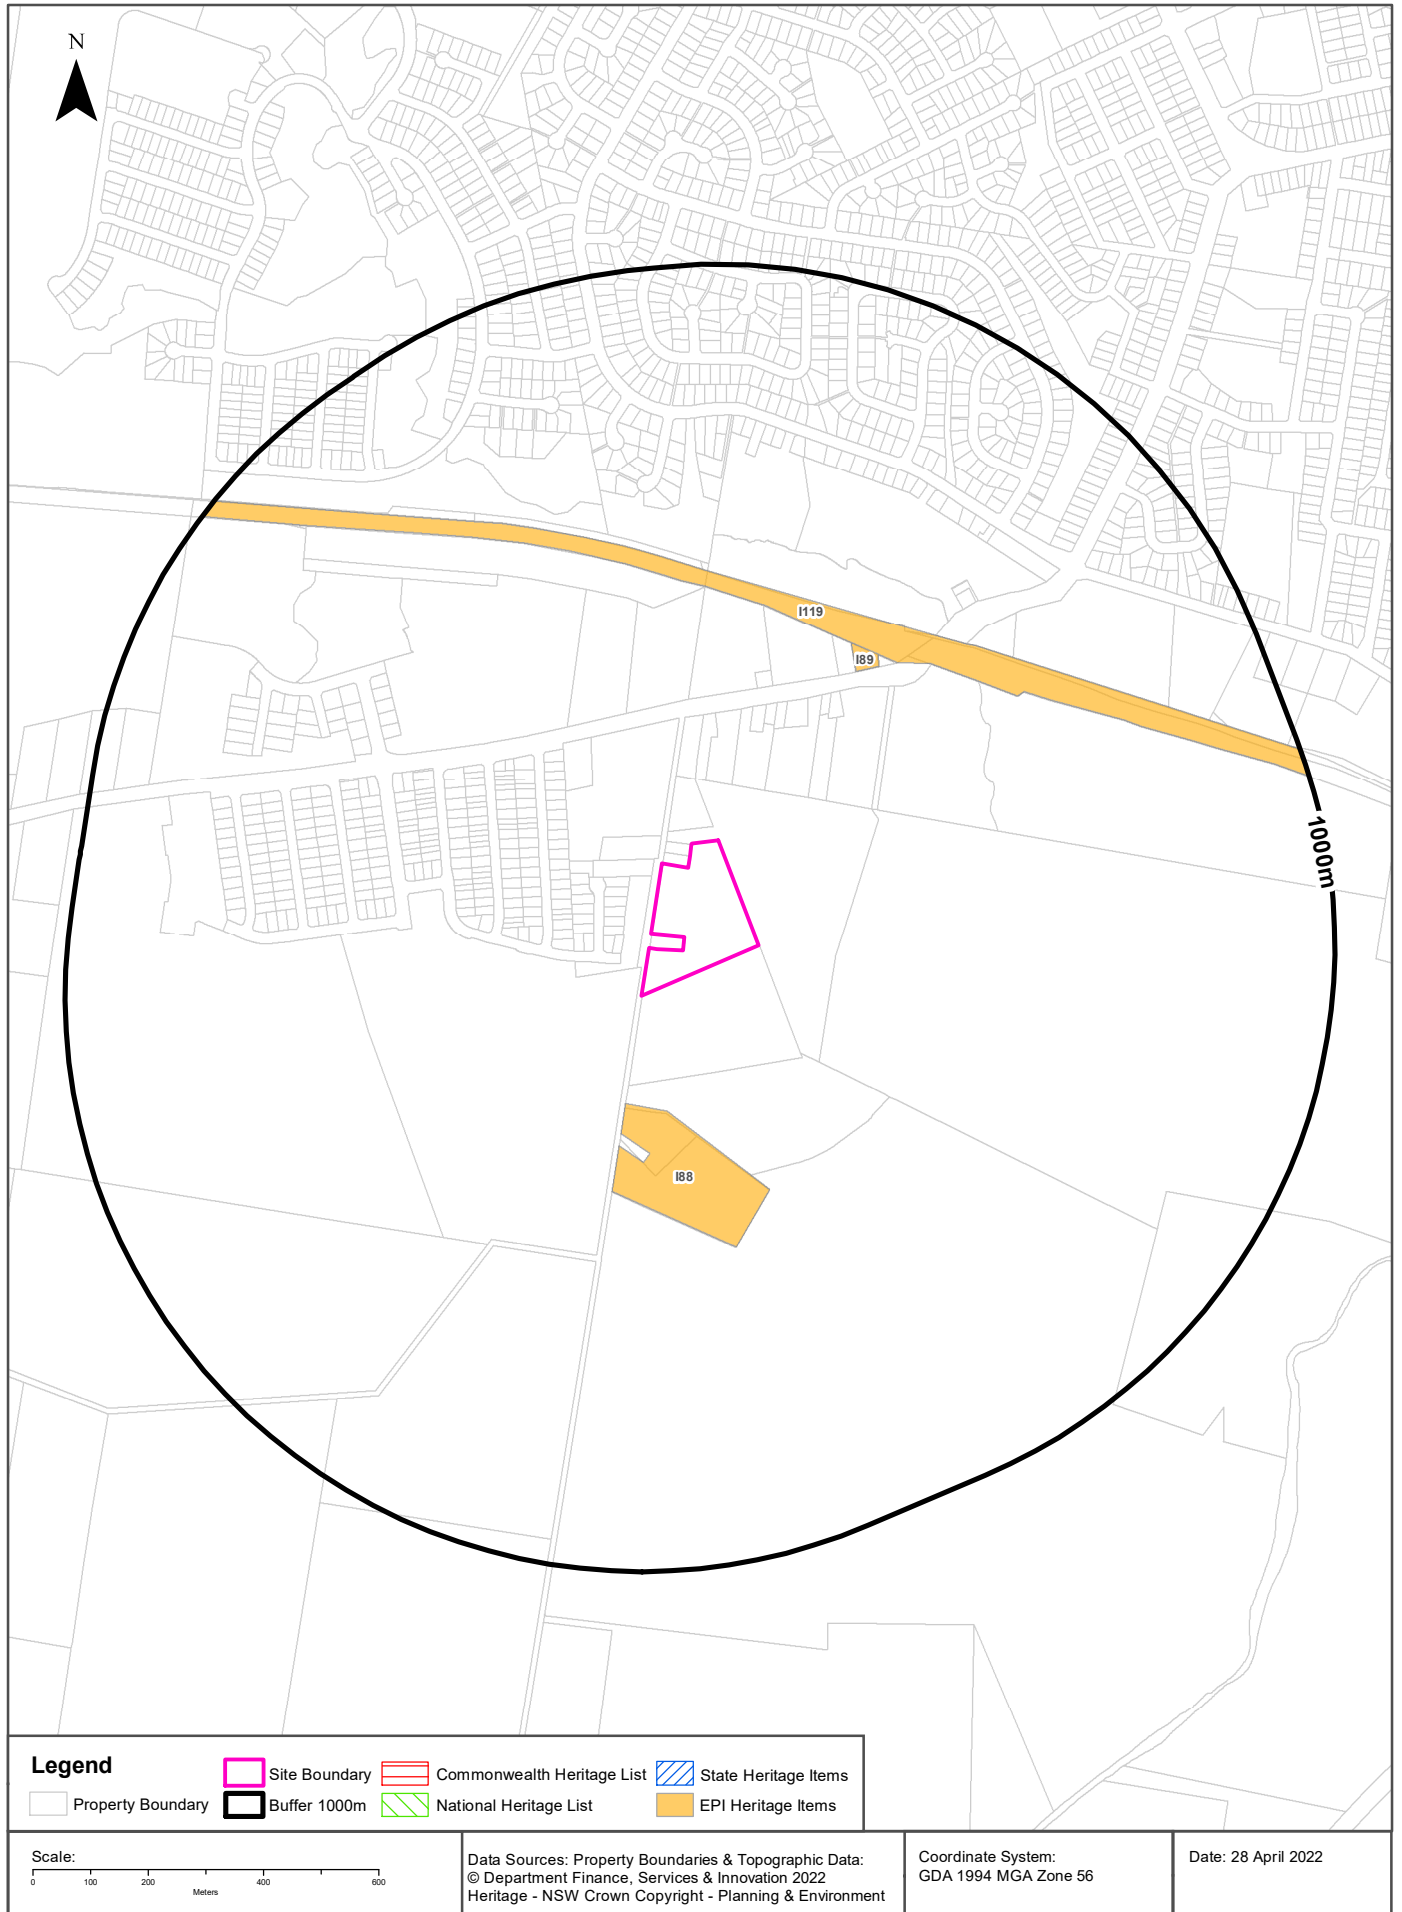 N
I119
I89
1000m
I88
Legend
Site Boundary
Commonwealth Heritage List
State Heritage Items
Property Boundary
Buffer 1000m
National Heritage List
EPI Heritage Items
Scale:
0 100 200 400 600
Meters
Data Sources: Property Boundaries & Topographic Data:
© Department Finance, Services & Innovation 2022
Heritage - NSW Crown Copyright - Planning & Environment
Coordinate System:
GDA 1994 MGA Zone 56
Date: 28 April 2022